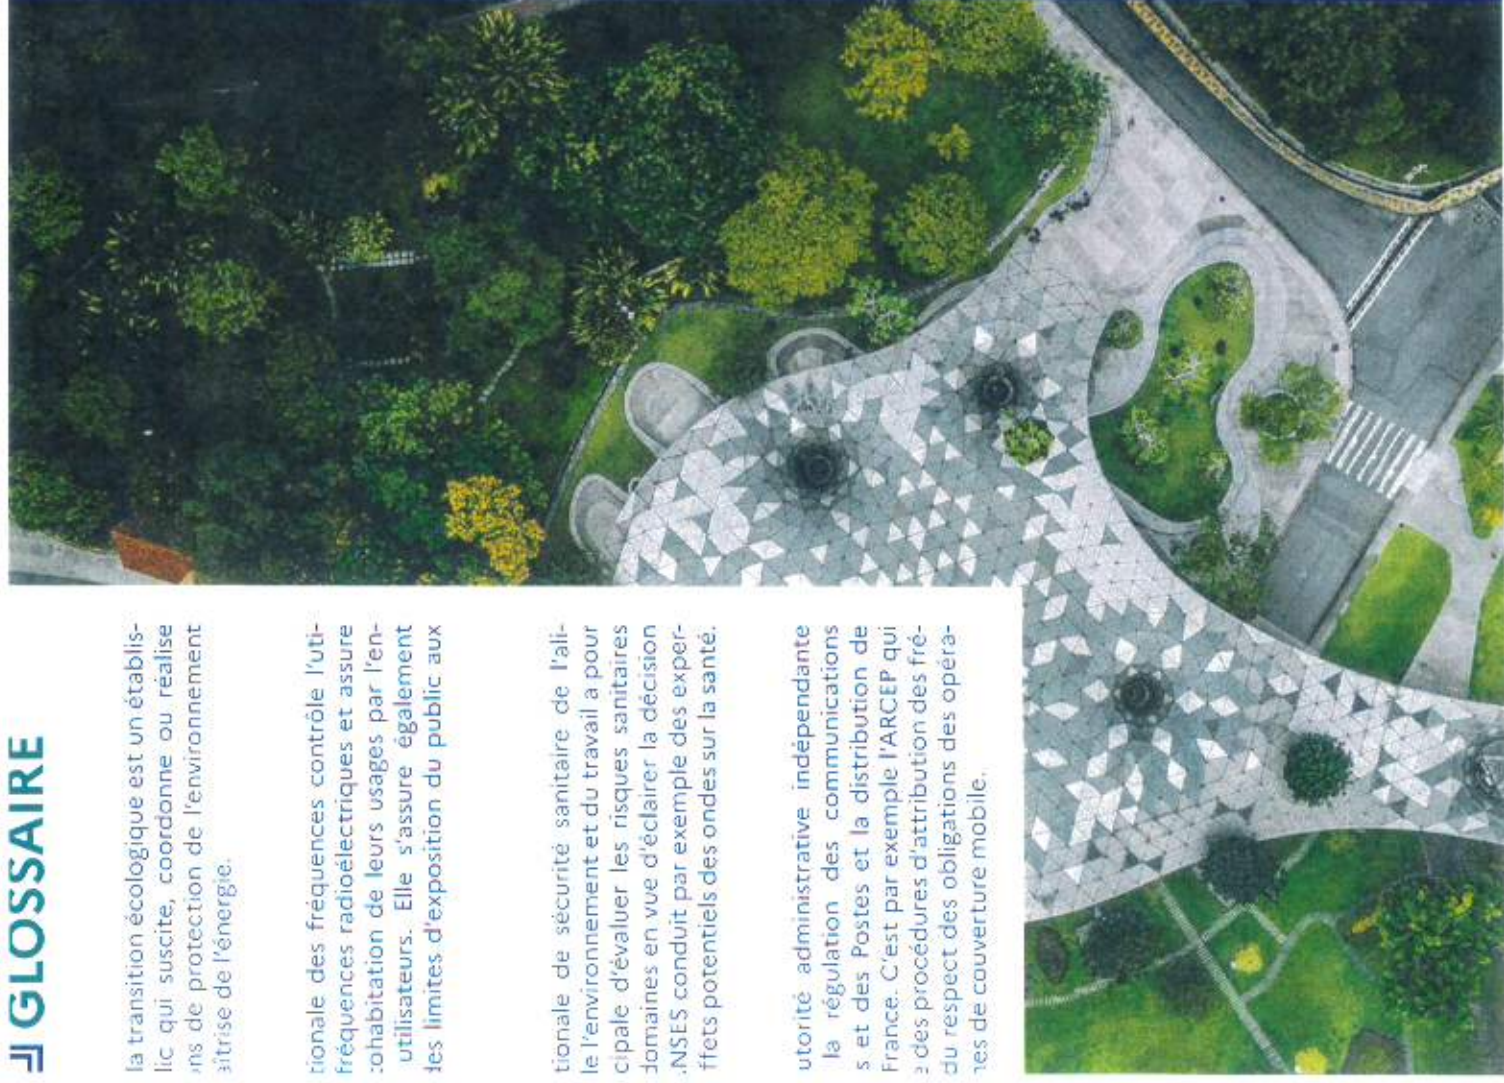 GLOSSAIRE
la transition écologique est un établis-
lic qui suscite, coordonne ou réalise
ns de protection de l'environnement
aîtrise de l'énergie.
tionale des fréquences contrôle l'uti-
fréquences radioélectriques et assure
cohabitation de leurs usages par l'en-
utilisateurs. Elle s'assure également
des limites d'exposition du public aux
tionale de sécurité sanitaire de l'ali-
le l'environnement et du travail a pour
cipale d'évaluer les risques sanitaires
domaines en vue d'éclairer la décision
.NSES conduit par exemple des exper-
ffets potentiels des ondes sur la santé.
utorité administrative indépendante
la régulation des communications
s et des Postes et la distribution de
France. C'est par exemple l'ARCEP qui
e des procédures d'attribution des fré-
du respect des obligations des opéra-
nes de couverture mobile.